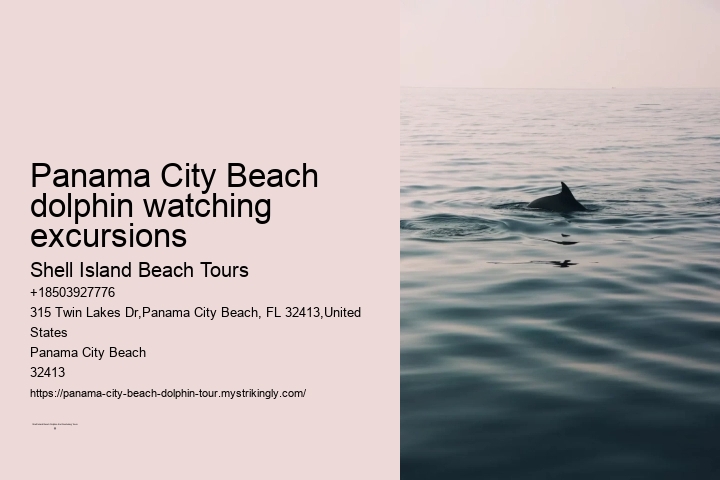 Panama City Beach
dolphin watching
excursions
Shell Island Beach Tours
+18503927776
315 Twin Lakes Dr,Panama City Beach, FL 32413,United
States
Panama City Beach
32413
https://panama-city-beach-dolphin-tour.mystrikingly.com/